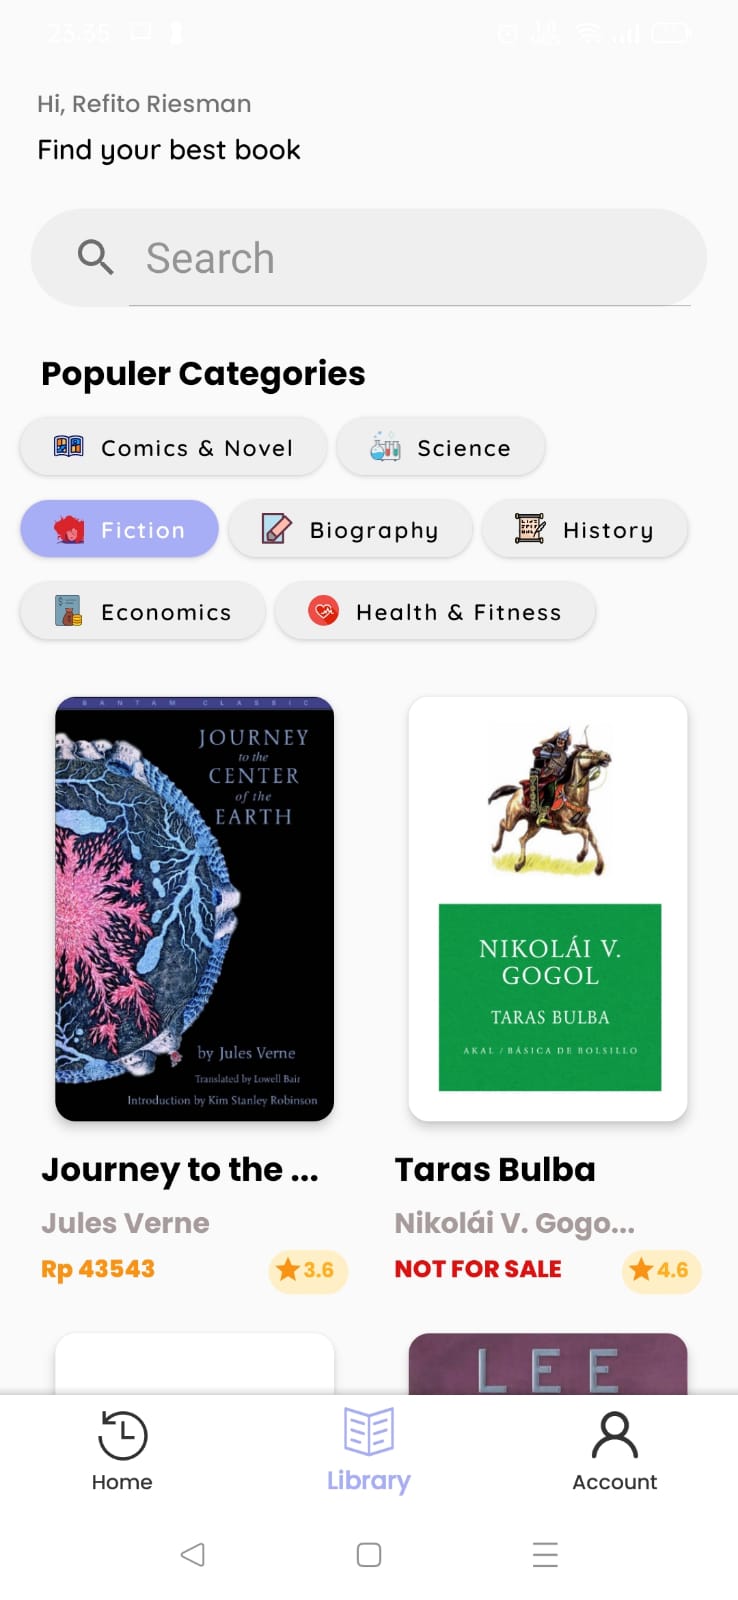 23.35
Hi, Refito Riesman
Find your best book
Search
Populer Categories
Comics & Novel
Science
Fiction
Biography
History
Economics
Health & Fitness
BANTAM CLASSIC
JOURNEY
to the
CENTER
of the
EARTH
by Jules Verne
Translated by Lowell Bair
Introduction by Kim Stanley Robinson
NIKOLÁI V.
GOGOL
TARAS BULBA
AKAL / BÁSICA DE BOLSILLO
Journey to the ...
Jules Verne
Rp 43543
3.6
Taras Bulba
Nikolái V. Gogo...
NOT FOR SALE
4.6
LEE
Home
Library
Account